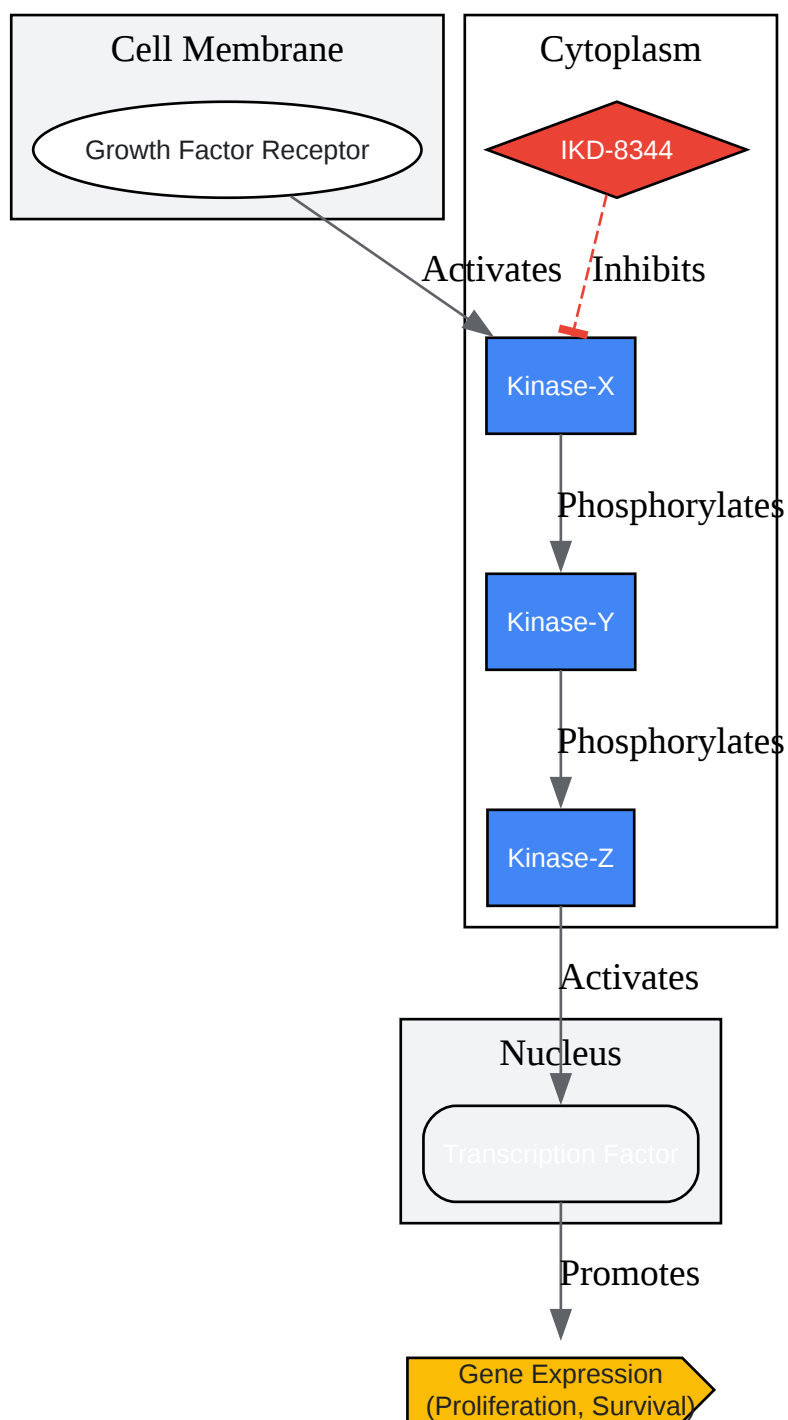 Cell Membrane
Cytoplasm
Growth Factor Receptor
IKD-8344
Activates
Inhibits
Kinase-X
Phosphorylates
Kinase-Y
Phosphorylates
Kinase-Z
Activates
Nucleus
Transcription Factor
Promotes
Gene Expression
(Proliferation, Survival)